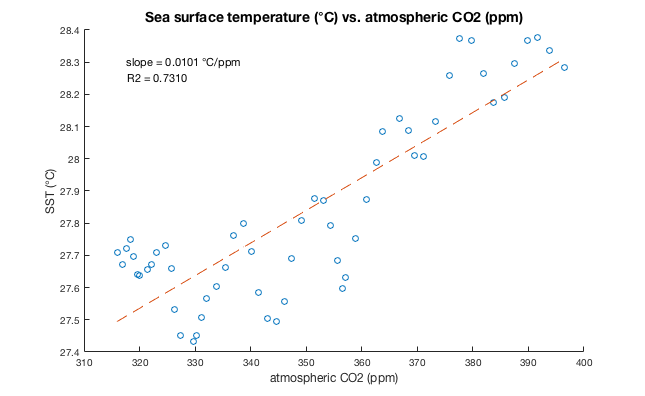 Sea surface temperature (°C) vs. atmospheric CO2 (ppm)
28.4
slope = 0.0101 °C/ppm
28.3
R2 = 0.7310
28.2
28.1
28
SST (°C)
27.9
27.8
27.7
27.6
27.5
27.4
310 320 330 340 350 360 370 380 390 400
atmospheric CO2 (ppm)